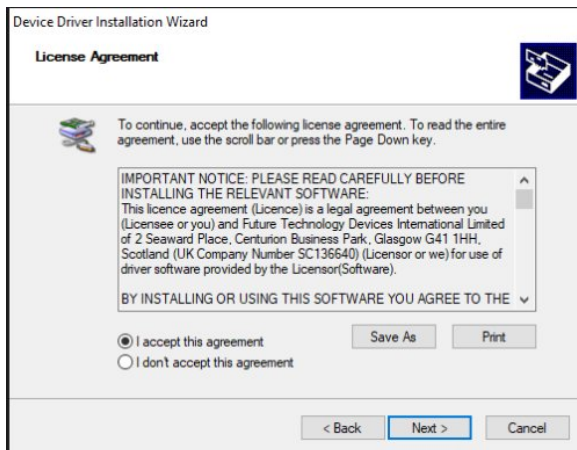 Device Driver Installation Wizard
License Agreement
To continue, accept the following license agreement. To read the entire
agreement, use the scroll bar or press the Page Down key.
IMPORTANT NOTICE: PLEASE READ CAREFULLY BEFORE
INSTALLING THE RELEVANT SOFTWARE:
This licence agreement (Licence) is a legal agreement between you
(Licensee or you) and Future Technology Devices International Limited
of 2 Seaward Place, Centurion Business Park, Glasgow G41 1HH,
Scotland (UK Company Number SC136640) (Licensor or we) for use of
driver software provided by the Licensor(Software).
BY INSTALLING OR USING THIS SOFTWARE YOU AGREE TO THE
I accept this agreement
Save As
Print
I don't accept this agreement
< Back
Next >
Cancel